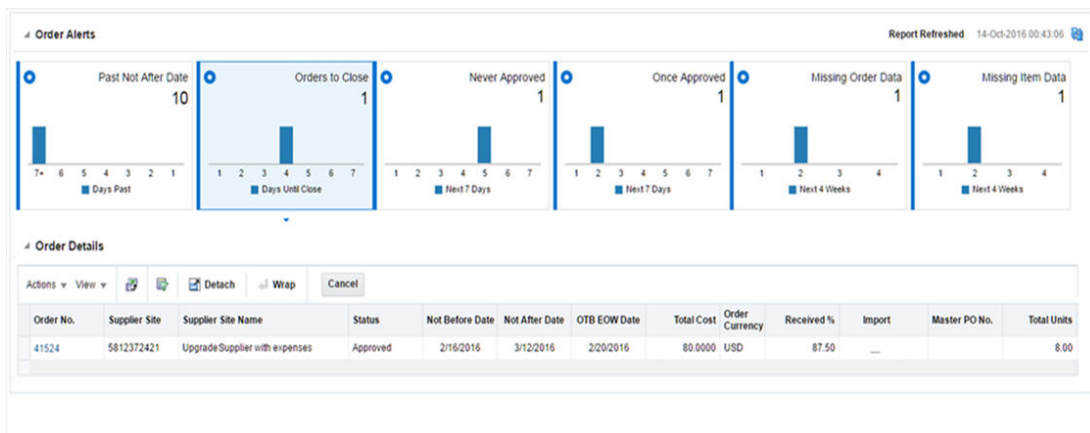 Order Alerts
Report Refreshed 14-Oct-2016 00:43:06
Past Not After Date
10
7+ 6 5 4 3 2 1
Days Past
Orders to Close
1
1 2 3 4 5 6 7
Days Until Close
Never Approved
1
1 2 3 4 5 6 7
Next 7 Days
Once Approved
1
1 2 3 4 5 6 7
Next 7 Days
Missing Order Data
1
1 2 3 4
Next 4 Weeks
Missing Item Data
1
1 2 3 4
Next 4 Weeks
Order Details
Actions View Detach Wrap Cancel
Order No. Supplier Site Supplier Site Name Status Not Before Date Not After Date OTB EOW Date Total Cost Order Currency Received % Import Master PO No. Total Units
41524 5812372421 UpgradeSupplier with expenses Approved 2/16/2016 3/12/2016 2/20/2016 80.0000 USD 87.50 __ 8.00